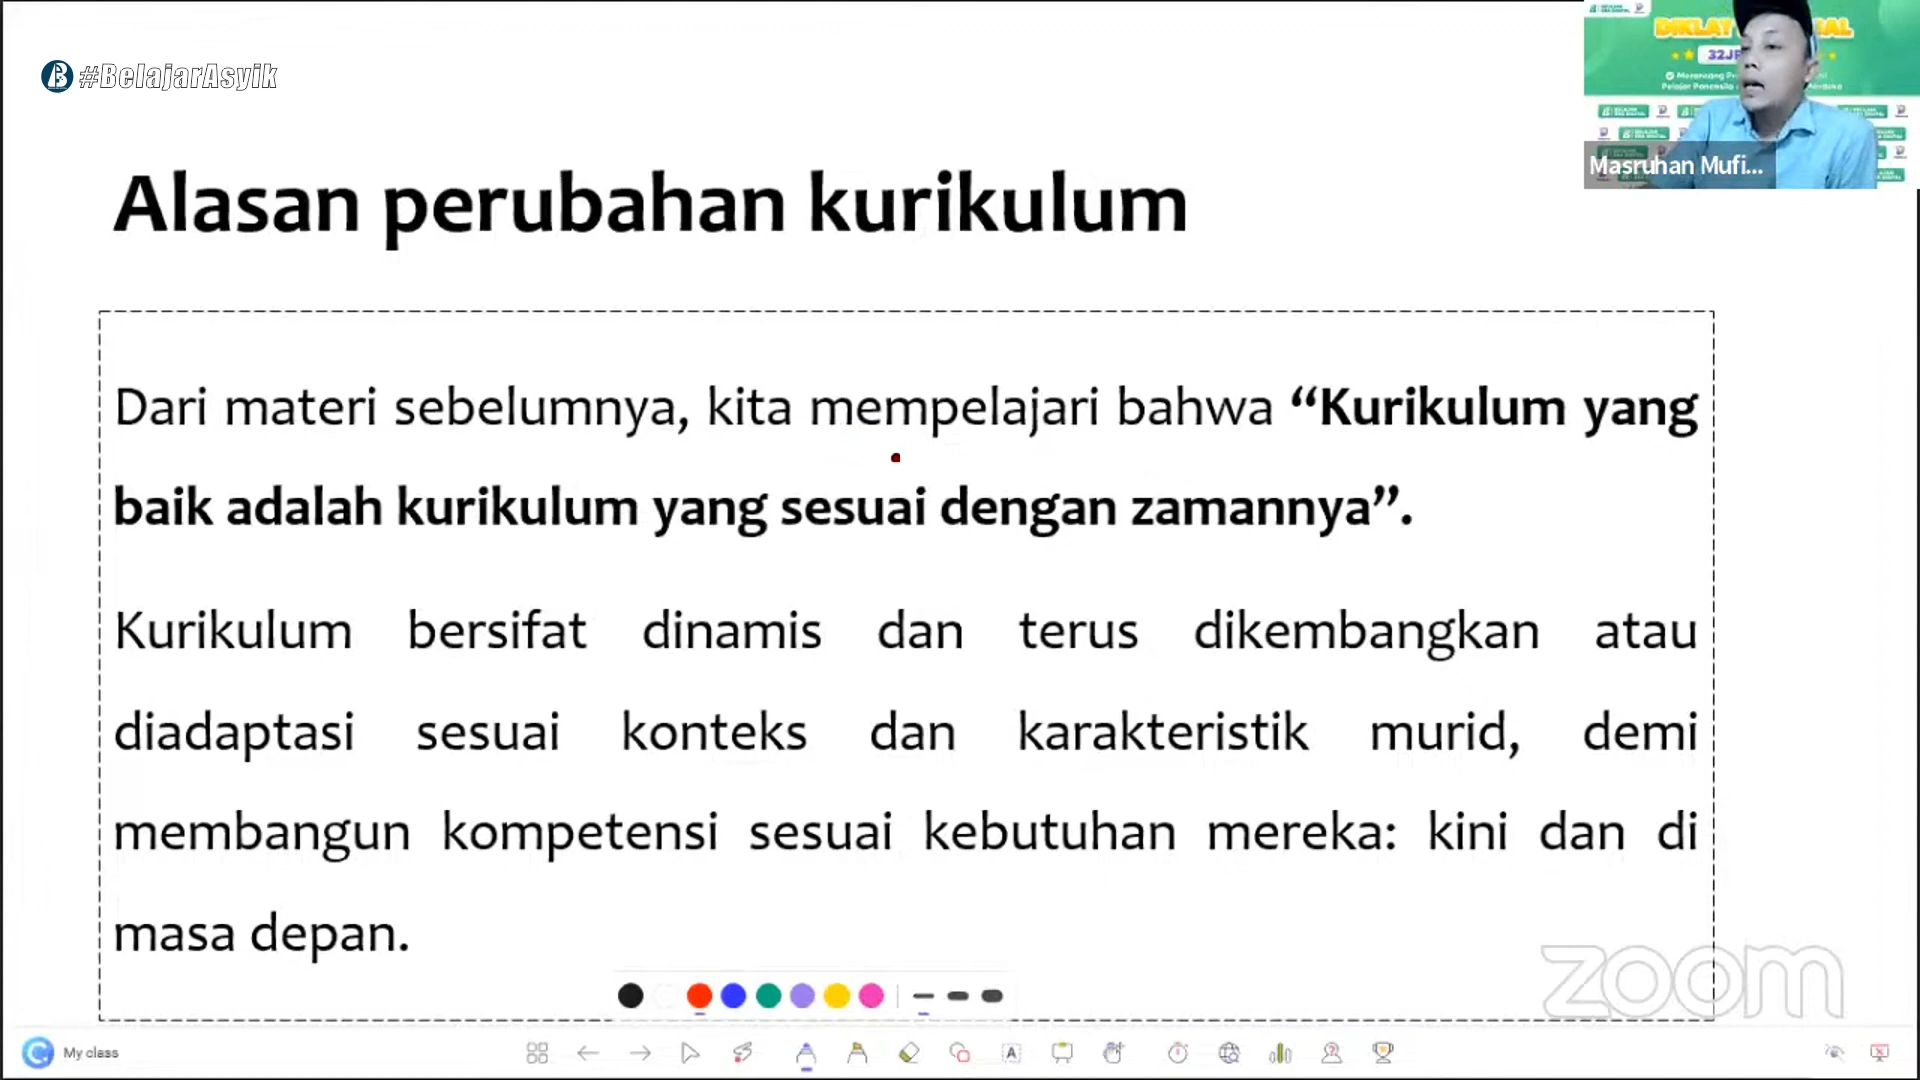 #BelajarAsyik
DIKLAT
32JP
Masruhan Mufi...
Alasan perubahan kurikulum
Dari materi sebelumnya, kita mempelajari bahwa “Kurikulum yang
baik adalah kurikulum yang sesuai dengan zamannya”.
Kurikulum bersifat dinamis dan terus dikembangkan atau
diadaptasi sesuai konteks dan karakteristik murid, demi
membangun kompetensi sesuai kebutuhan mereka: kini dan di
masa depan.
zoom
My class